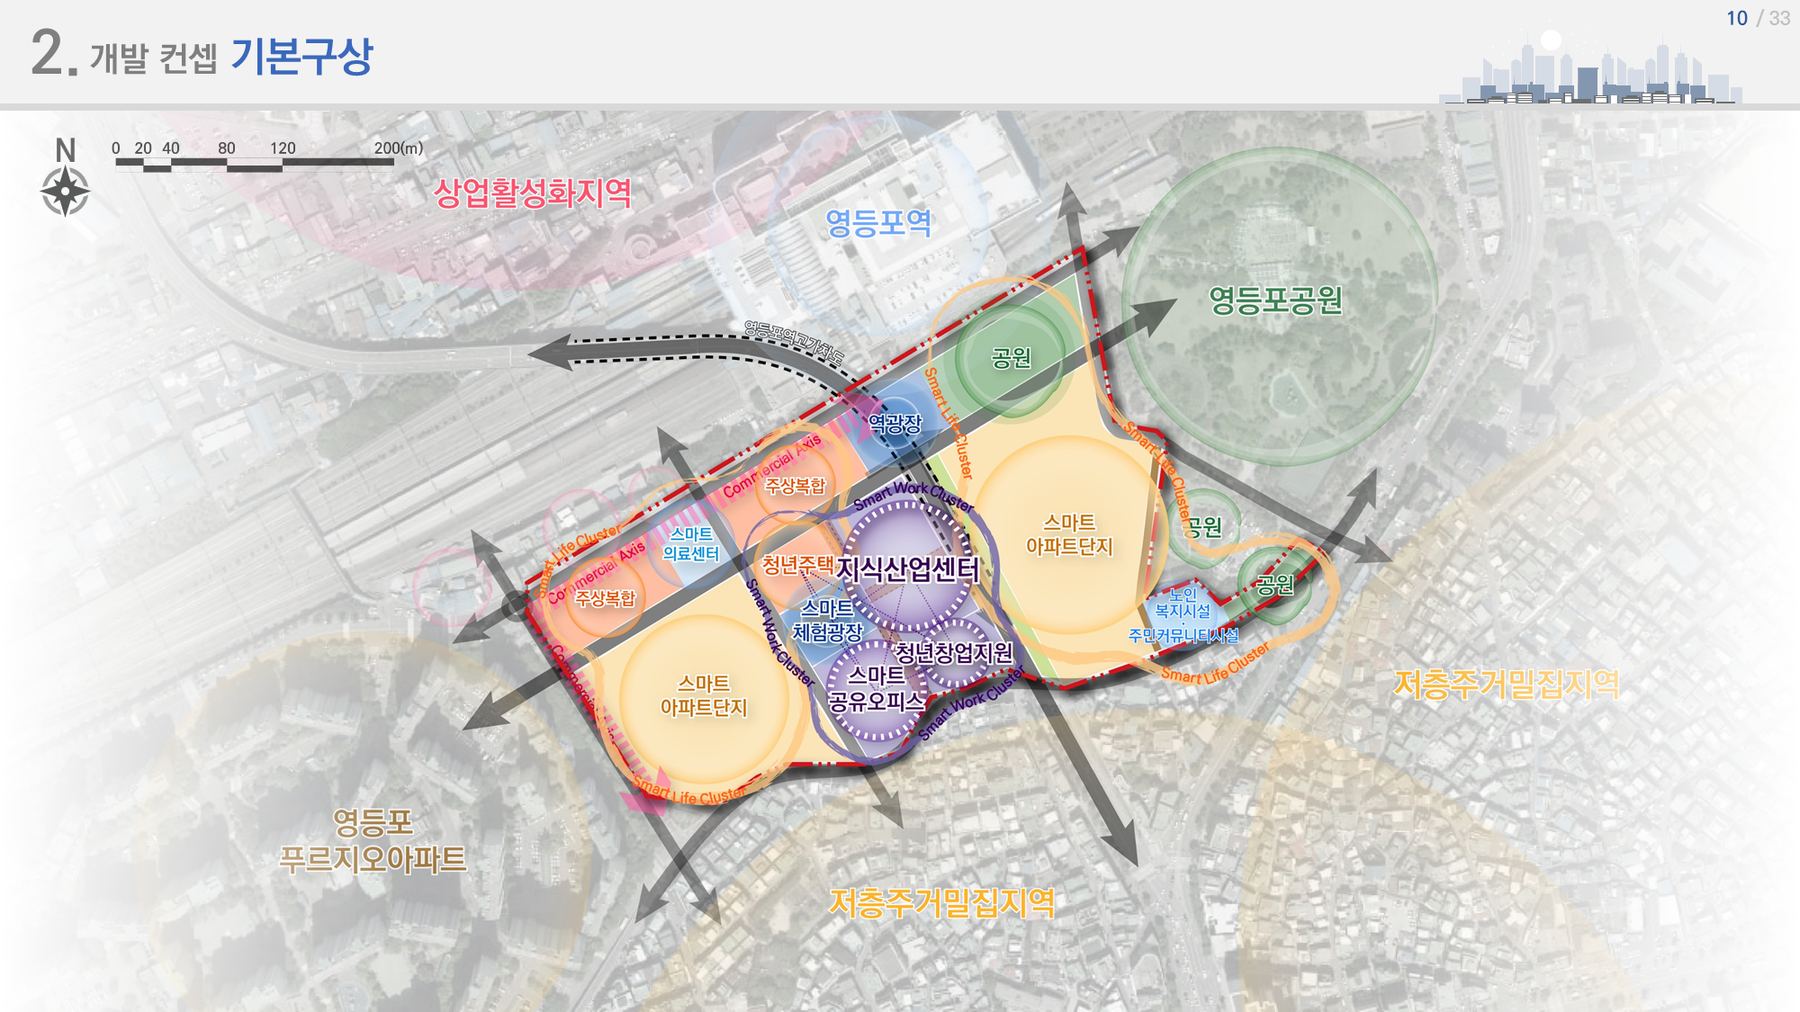 10 / 33
2. 개발 컨셉 기본구상
N
0 20 40 80 120 200(m)
상업활성화지역
영등포역
영등포공원
영등포역고가차도
공원
역광장
Smart Life Cluster
Smart Life Cluster
Commercial Axis
주상복합
Smart Work Cluster
스마트
아파트단지
공원
스마트
의료센터
Smart Life Cluster
Commercial Axis
주상복합
청년주택
지식산업센터
공원
노인
복지시설
·
주민커뮤니티시설
스마트
체험광장
Smart Work Cluster
청년창업지원
스마트
공유오피스
Smart Work Cluster
Smart Life Cluster
Commercial
스마트
아파트단지
저층주거밀집지역
Smart Life Cluster
영등포
푸르지오아파트
저층주거밀집지역